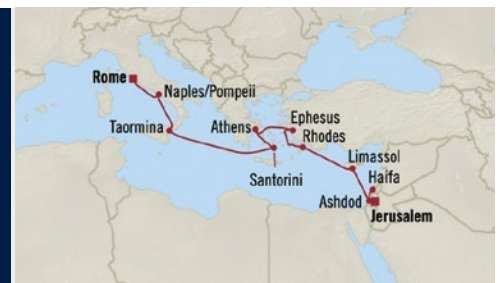 Rome
Naples/Pompeii
Taormina
Athens
Ephesus
Rhodes
Santorini
Limassol
Haifa
Ashdod
Jerusalem